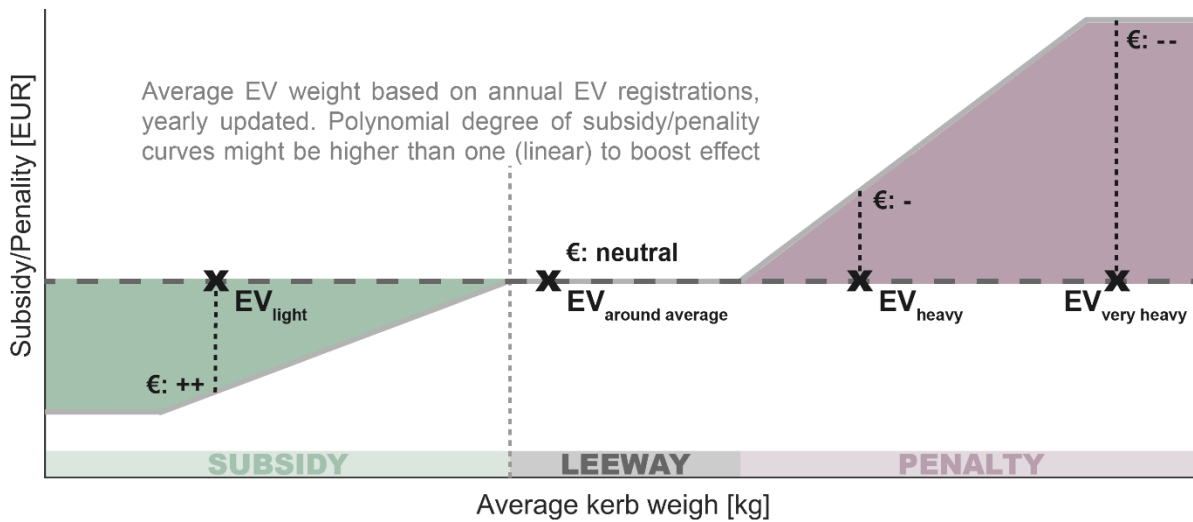 Subsidy/Penality [EUR]
Average EV weight based on annual EV registrations,
yearly updated. Polynomial degree of subsidy/penality
curves might be higher than one (linear) to boost effect
€: --
€: -
€: neutral
EVlight
EVaround average
EVheavy
EVvery heavy
€: ++
SUBSIDY
LEEWAY
PENALTY
Average kerb weigh [kg]